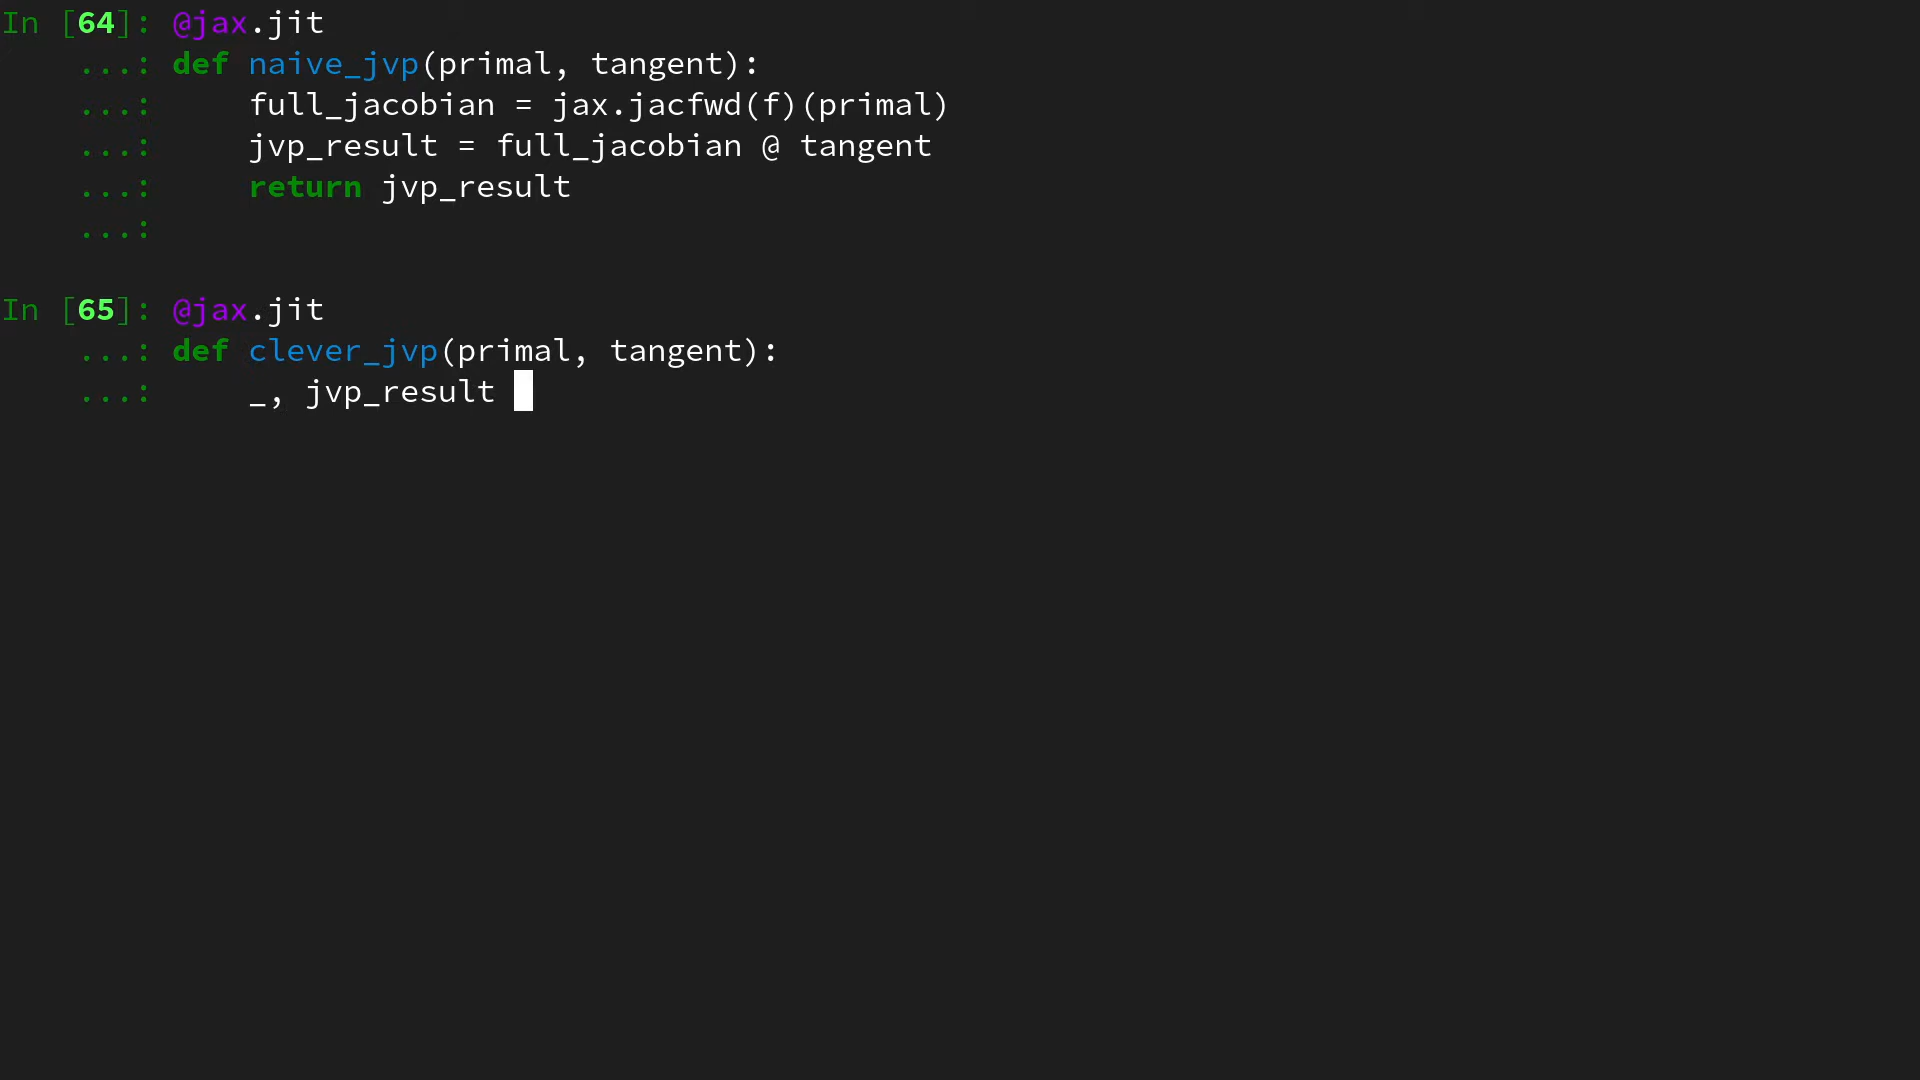 In [64]: @jax.jit
    ...: def naive_jvp(primal, tangent):
    ...:     full_jacobian = jax.jacfwd(f)(primal)
    ...:     jvp_result = full_jacobian @ tangent
    ...:     return jvp_result
    ...:
In [65]: @jax.jit
    ...: def clever_jvp(primal, tangent):
    ...:     _, jvp_result